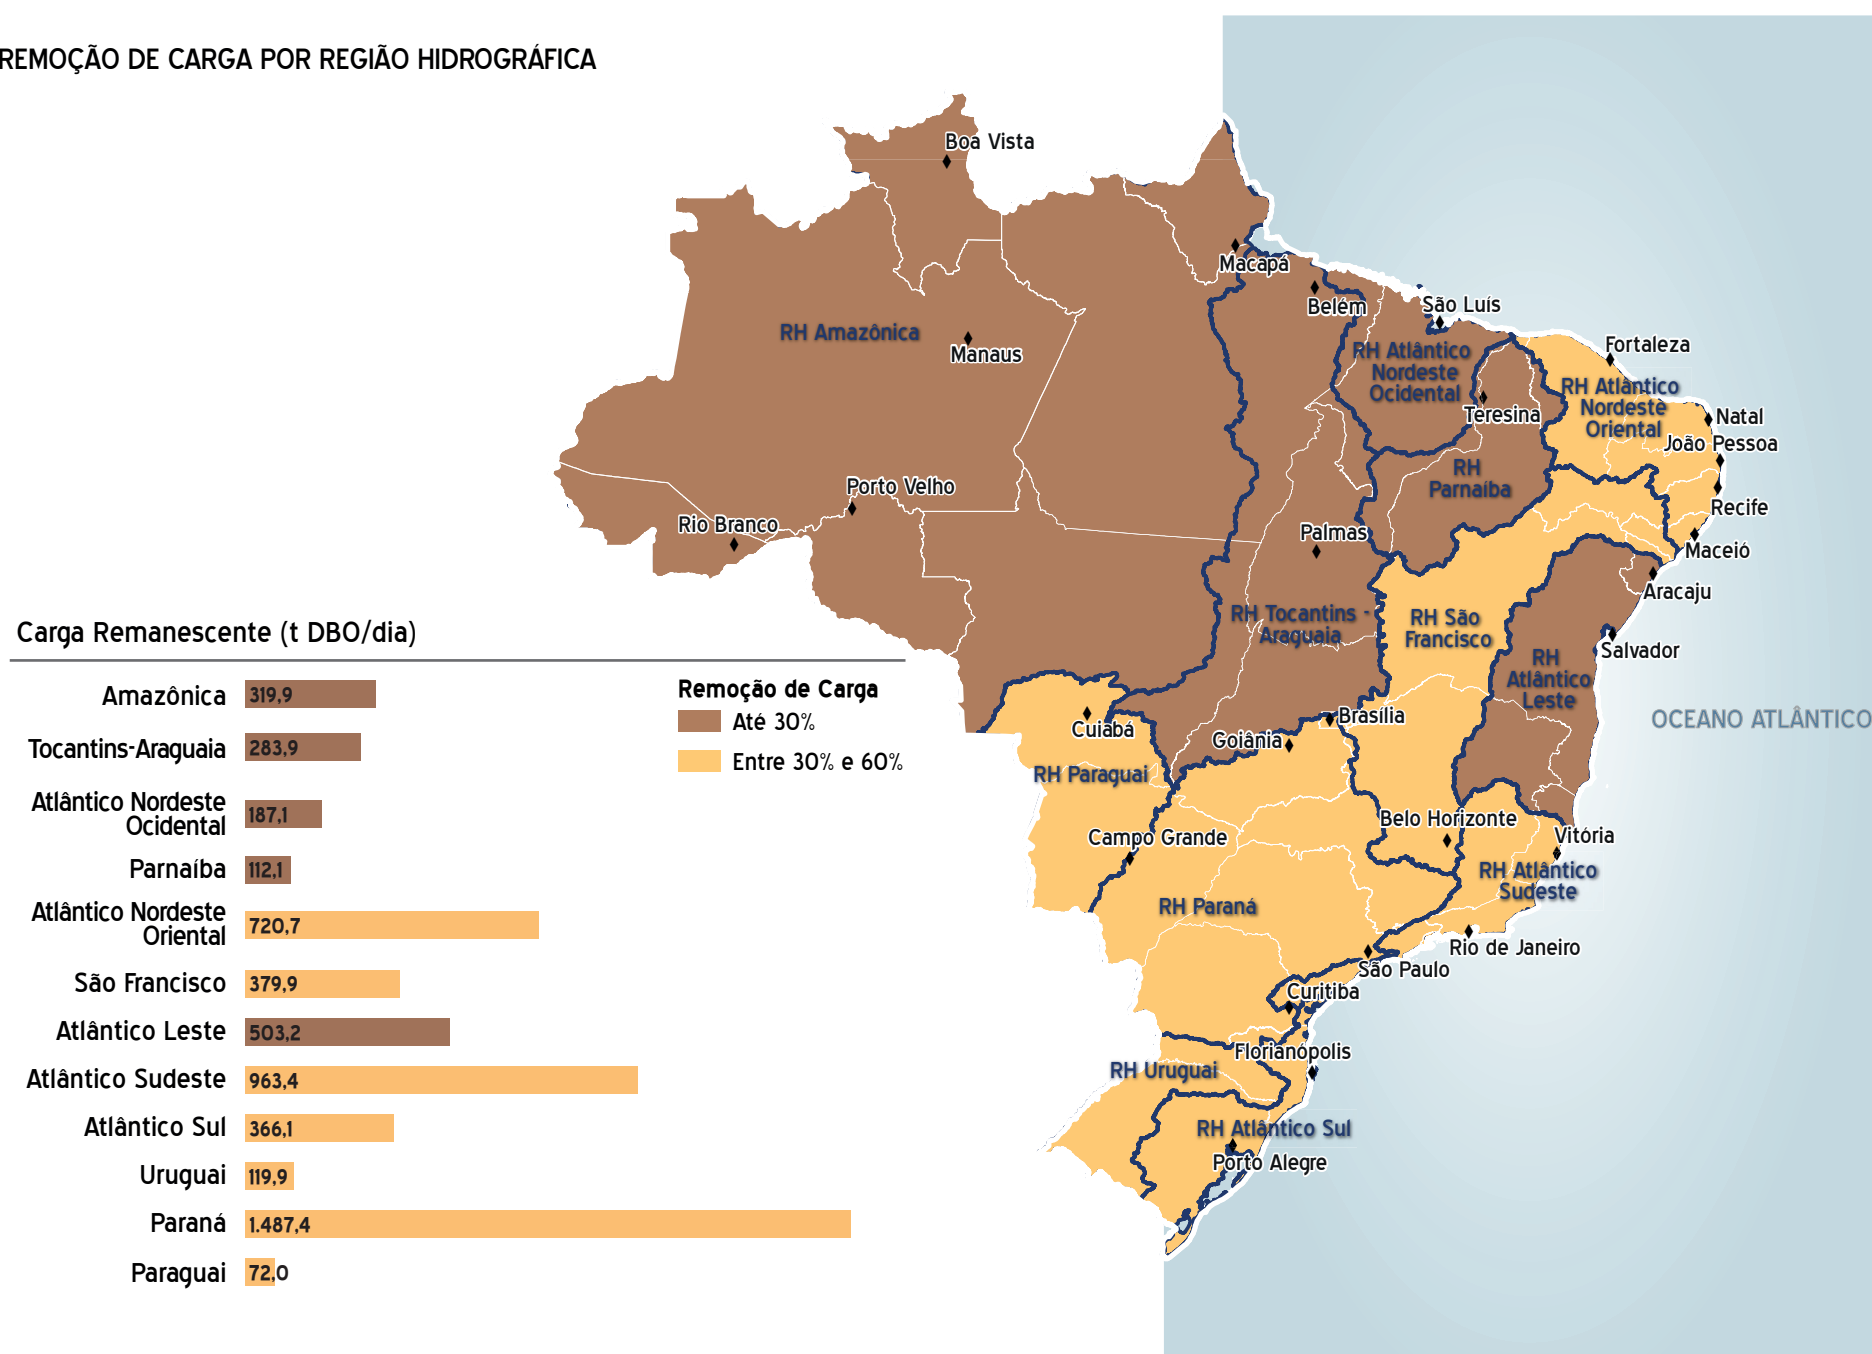 REMOÇÃO DE CARGA POR REGIÃO HIDROGRÁFICA
Boa Vista
Macapá
Belém
São Luís
RH Amazônica
Manaus
RH Atlântico
Nordeste
Ocidental
Teresina
Fortaleza
RH Atlântico
Nordeste
Oriental
Natal
João Pessoa
RH
Parnaíba
Porto Velho
Rio Branco
Recife
Palmas
Maceió
Aracaju
RH Tocantins -
Araguaia
RH São
Francisco
Salvador
RH
Atlântico
Leste
OCEANO ATLÂNTICO
Brasília
Cuiabá
Goiânia
RH Paraguai
Belo Horizonte
Campo Grande
Vitória
RH Atlântico
Sudeste
RH Paraná
Rio de Janeiro
São Paulo
Curitiba
Florianópolis
RH Uruguai
RH Atlântico Sul
Porto Alegre
Carga Remanescente (t DBO/dia)
Amazônica 319,9
Tocantins-Araguaia 283,9
Atlântico Nordeste
Ocidental 187,1
Parnaíba 112,1
Atlântico Nordeste
Oriental 720,7
São Francisco 379,9
Atlântico Leste 503,2
Atlântico Sudeste 963,4
Atlântico Sul 366,1
Uruguai 119,9
Paraná 1.487,4
Paraguai 72,0
Remoção de Carga
Até 30%
Entre 30% e 60%